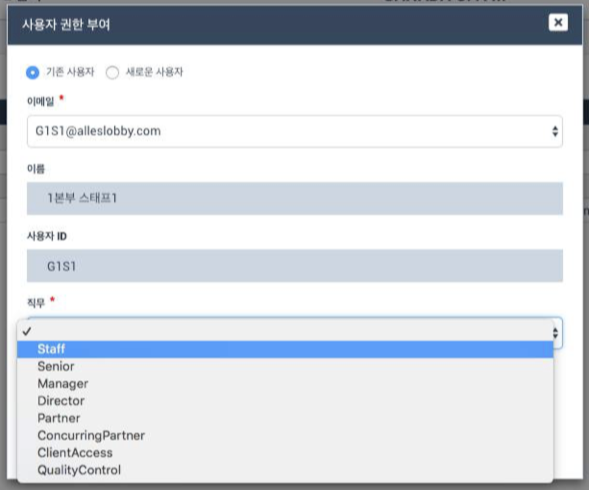 사용자 권한 부여
기존 사용자 새로운 사용자
이메일 *
G1S1@alleslobby.com
이름
1본부 스태프1
사용자 ID
G1S1
직무 *
Staff
Senior
Manager
Director
Partner
ConcurringPartner
ClientAccess
QualityControl